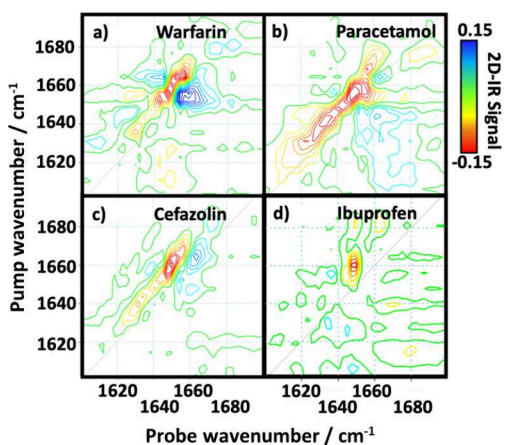 a) Warfarin
b) Paracetamol
0.15
2D-IR Signal
-0.15
1680
1660
1640
1620
c) Cefazolin
d) Ibuprofen
1680
1660
1640
1620
1620
1660
1620
1660
1640
1680
1640
1680
Pump wavenumber / cm⁻¹
Probe wavenumber / cm⁻¹